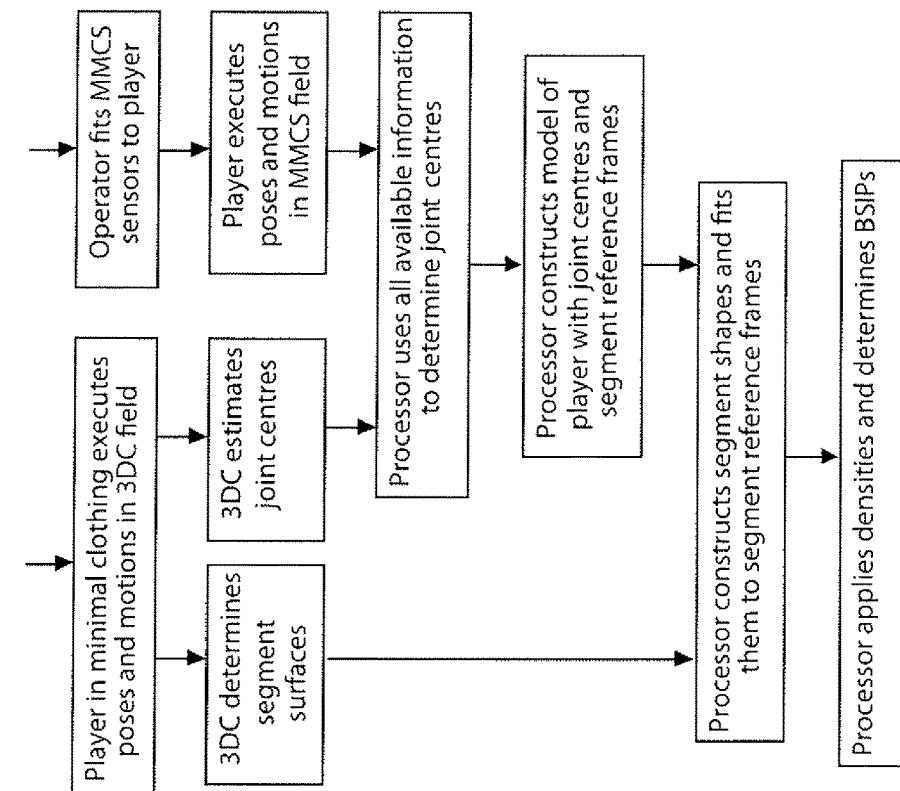 Operator fits MMCS
sensors to player
Player executes
poses and motions
in MMCS field
Player in minimal clothing executes
poses and motions in 3DC field
3DC estimates
joint centres
3DC determines
segment
surfaces
Processor uses all available information
to determine joint centres
Processor constructs model of
player with joint centres and
segment reference frames
Processor constructs segment shapes and fits
them to segment reference frames
Processor applies densities and determines BSIPs